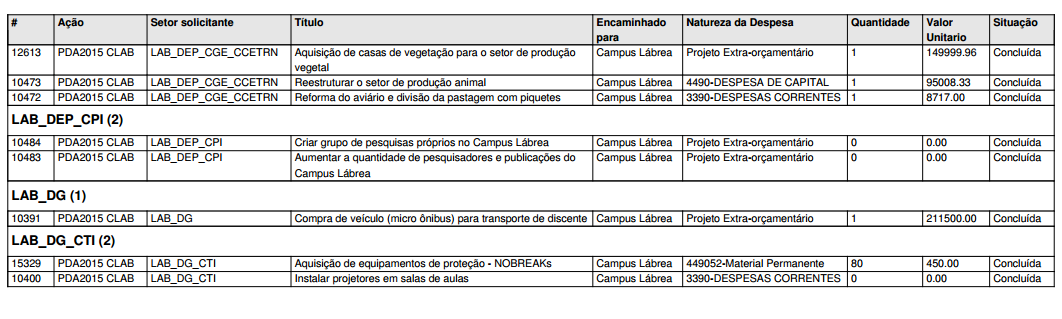 # Ação Setor solicitante Título Encaminhado para Natureza da Despesa Quantidade Valor Unitario Situação
12613 PDA2015 CLAB LAB_DEP_CGE_CCETRN Aquisição de casas de vegetação para o setor de produção vegetal Campus Lábrea Projeto Extra-orçamentário 1 149999.96 Concluída
10473 PDA2015 CLAB LAB_DEP_CGE_CCETRN Reestruturar o setor de produção animal Campus Lábrea 4490-DESPESA DE CAPITAL 1 95008.33 Concluída
10472 PDA2015 CLAB LAB_DEP_CGE_CCETRN Reforma do aviário e divisão da pastagem com piquetes Campus Lábrea 3390-DESPESAS CORRENTES 1 8717.00 Concluída
LAB_DEP_CPI (2)
10484 PDA2015 CLAB LAB_DEP_CPI Criar grupo de pesquisas próprios no Campus Lábrea Campus Lábrea Projeto Extra-orçamentário 0 0.00 Concluída
10483 PDA2015 CLAB LAB_DEP_CPI Aumentar a quantidade de pesquisadores e publicações do Campus Lábrea Campus Lábrea Projeto Extra-orçamentário 0 0.00 Concluída
LAB_DG (1)
10391 PDA2015 CLAB LAB_DG Compra de veículo (micro ônibus) para transporte de discente Campus Lábrea Projeto Extra-orçamentário 1 211500.00 Concluída
LAB_DG_CTI (2)
15329 PDA2015 CLAB LAB_DG_CTI Aquisição de equipamentos de proteção - NOBREAKs Campus Lábrea 449052-Material Permanente 80 450.00 Concluída
10400 PDA2015 CLAB LAB_DG_CTI Instalar projetores em salas de aulas Campus Lábrea 3390-DESPESAS CORRENTES 0 0.00 Concluída